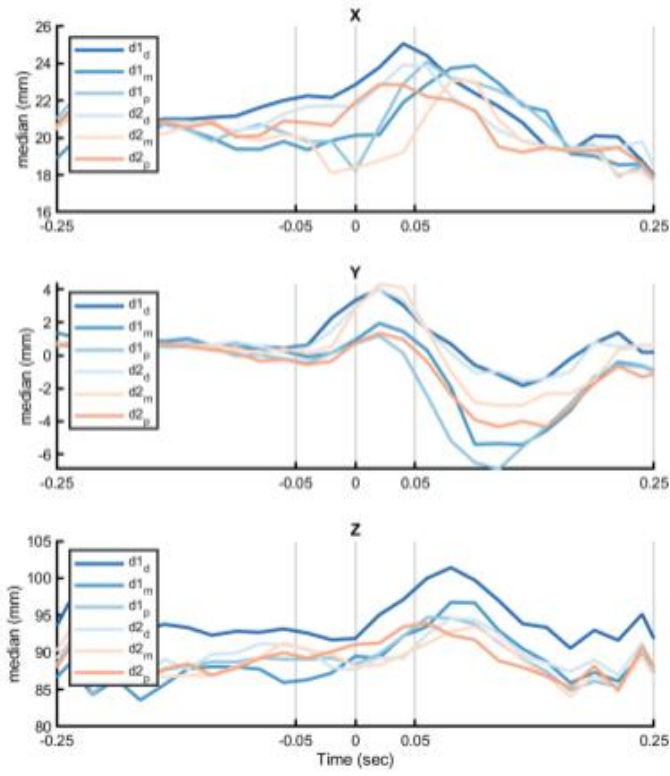 X
26
24
22
20
18
16
median (mm)
d1d
d1m
d1p
d2d
d2m
d2p
-0.25
-0.05
0
0.05
0.25
Y
4
2
0
-2
-4
-6
median (mm)
d1d
d1m
d1p
d2d
d2m
d2p
-0.25
-0.05
0
0.05
0.25
Z
105
100
95
90
85
80
median (mm)
d1d
d1m
d1p
d2d
d2m
d2p
-0.25
-0.05
0
0.05
0.25
Time (sec)